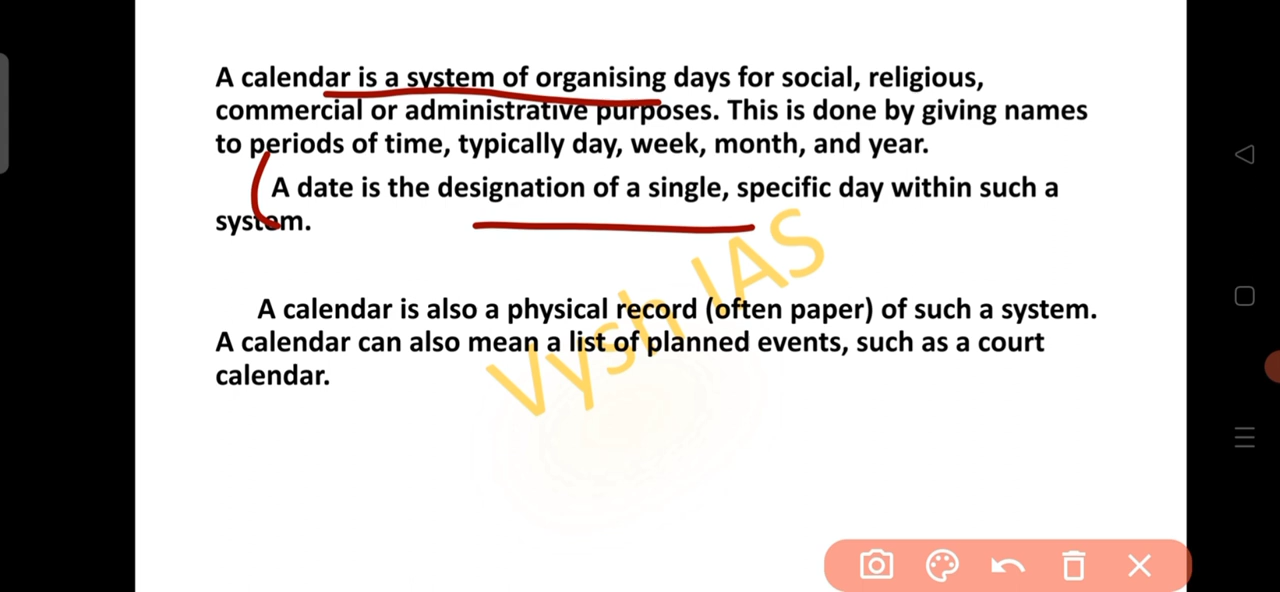 A calendar is a system of organising days for social, religious,
commercial or administrative purposes. This is done by giving names
to periods of time, typically day, week, month, and year.
A date is the designation of a single, specific day within such a
system.
A calendar is also a physical record (often paper) of such a system.
A calendar can also mean a list of planned events, such as a court
calendar.
Vysh IAS